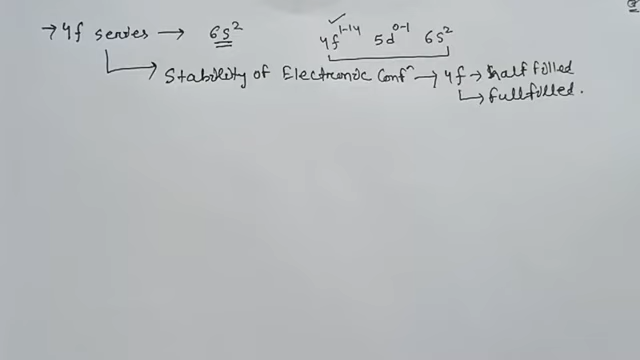 → 4f series → 6s² 4f¹⁻¹⁴ 5d⁰⁻¹ 6s²
→ Stability of Electronic Confⁿ → 4f → half filled
→ fullfilled.